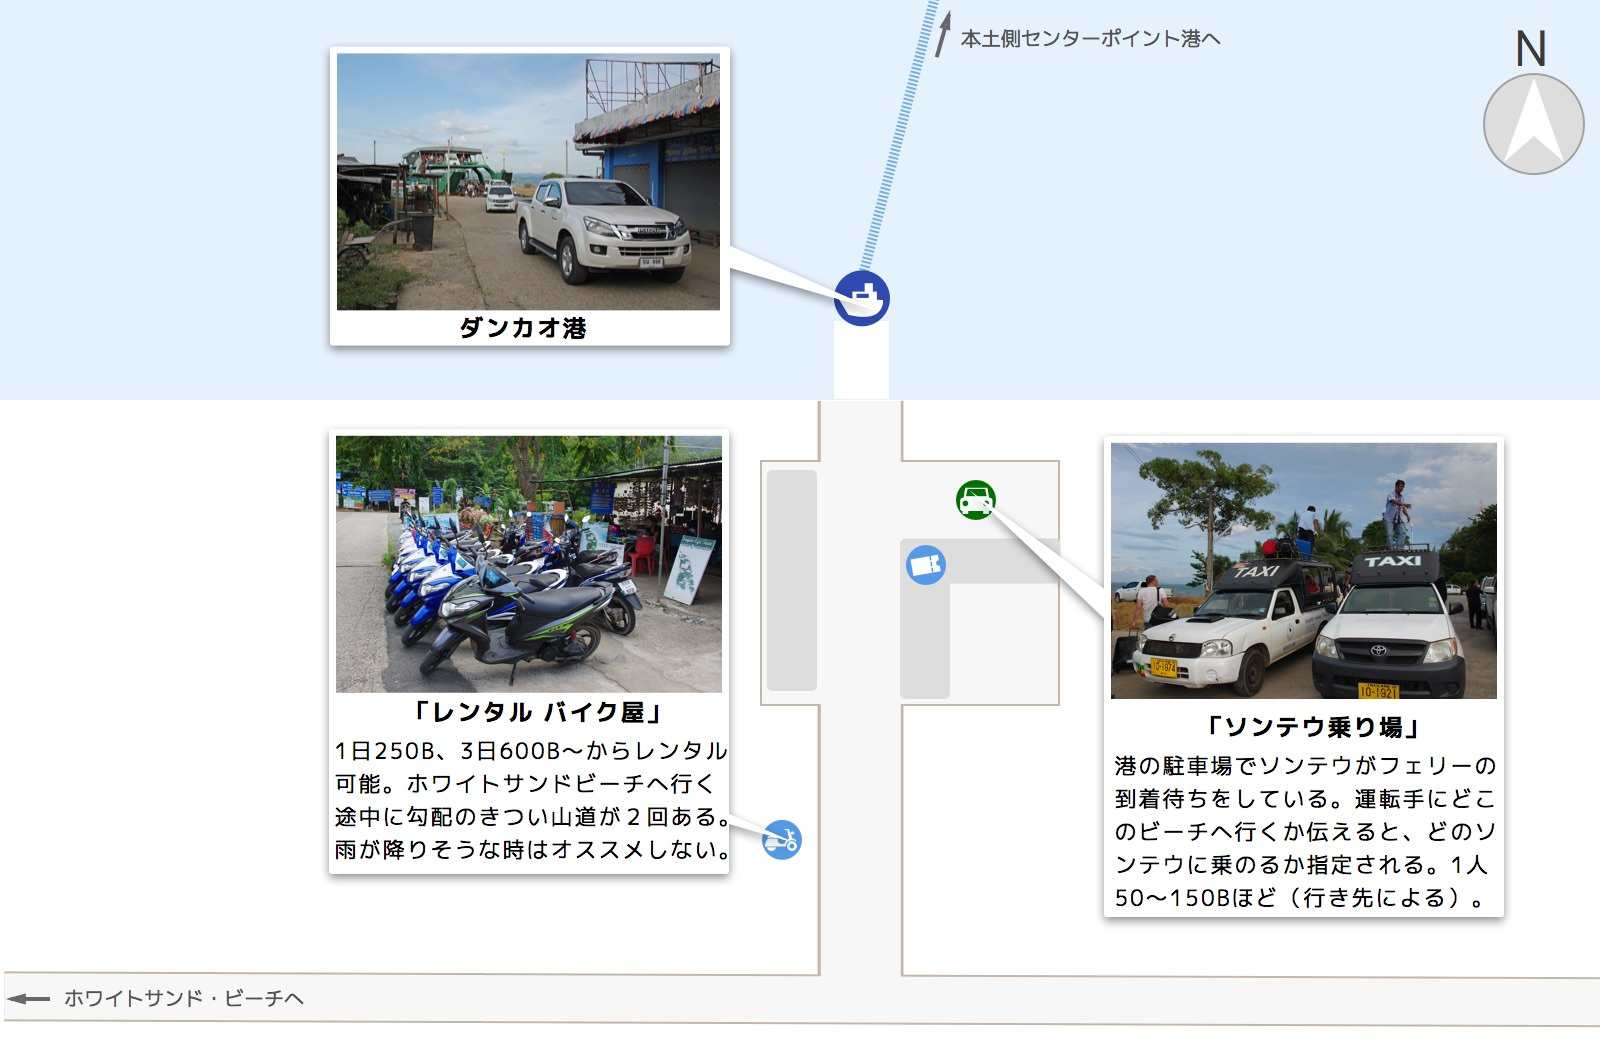 本土側センターポイント港へ
N
ダンカオ港
「レンタル バイク屋」
1日250B、3日600B〜からレンタル
可能。ホワイトサンドビーチへ行く
途中に勾配のきつい山道が２回ある。
雨が降りそうな時はオススメしない。
TAXI
TAXI
10-1974
10-1921
「ソンテウ乗り場」
港の駐車場でソンテウがフェリーの
到着待ちをしている。運転手にどこ
のビーチへ行くか伝えると、どのソ
ンテウに乗のるか指定される。1人
50〜150Bほど（行き先による）。
ホワイトサンド・ビーチへ